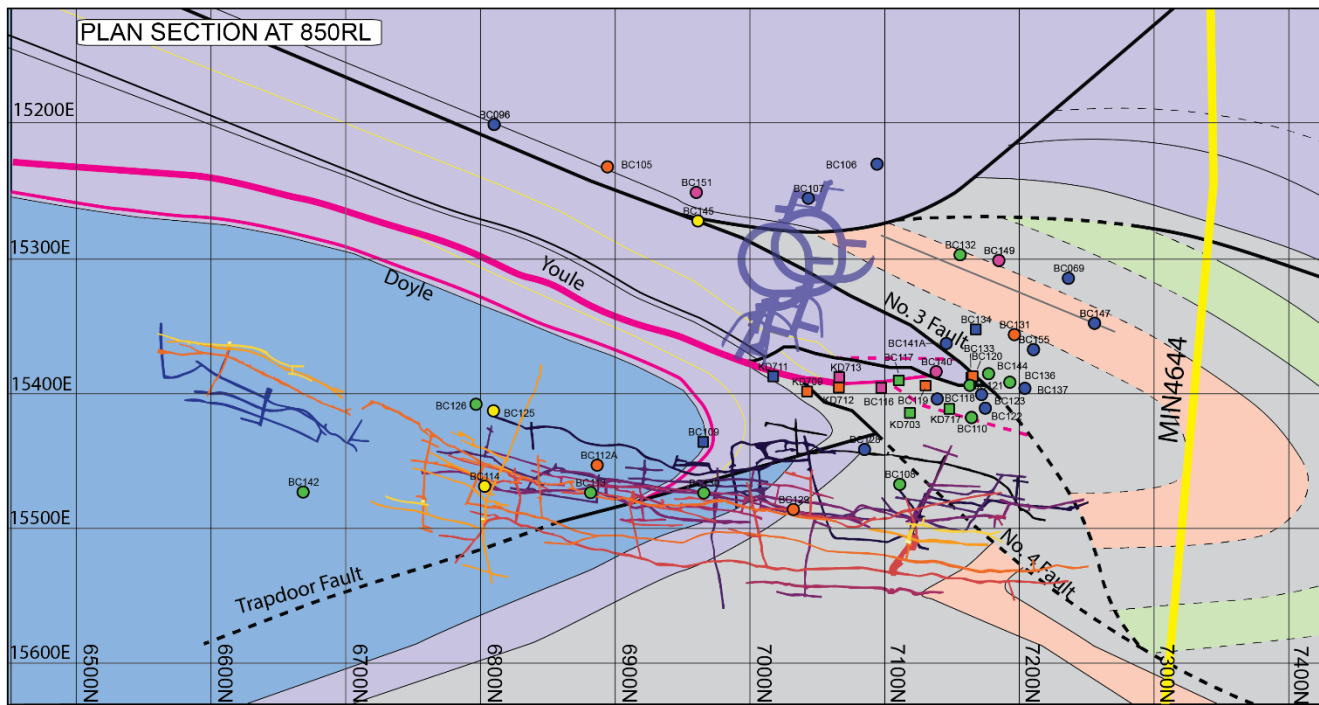 PLAN SECTION AT 850RL
15200E
BC096
BC105
BC106
BC151
BC107
BC145
15300E
BC132
BC149
BC069
Youle
Doyle
No. 3 Fault
BC134
BC131
BC147
BC141A
BC133
BC155
BC117
BC120
BC140
BC144
KD711
KD713
BC136
15400E
KD709
KD712
BC116
BC119
BC118
BC123
BC137
BC122
BC126
BC125
KD703
KD717
BC110
BC109
BC128
BC112A
BC114
BC142
BC108
BC129
15500E
No. 4 Fault
Trapdoor Fault
MIN4644
15600E
6500N
6600N
6700N
6800N
6900N
7000N
7100N
7200N
7300N
7400N